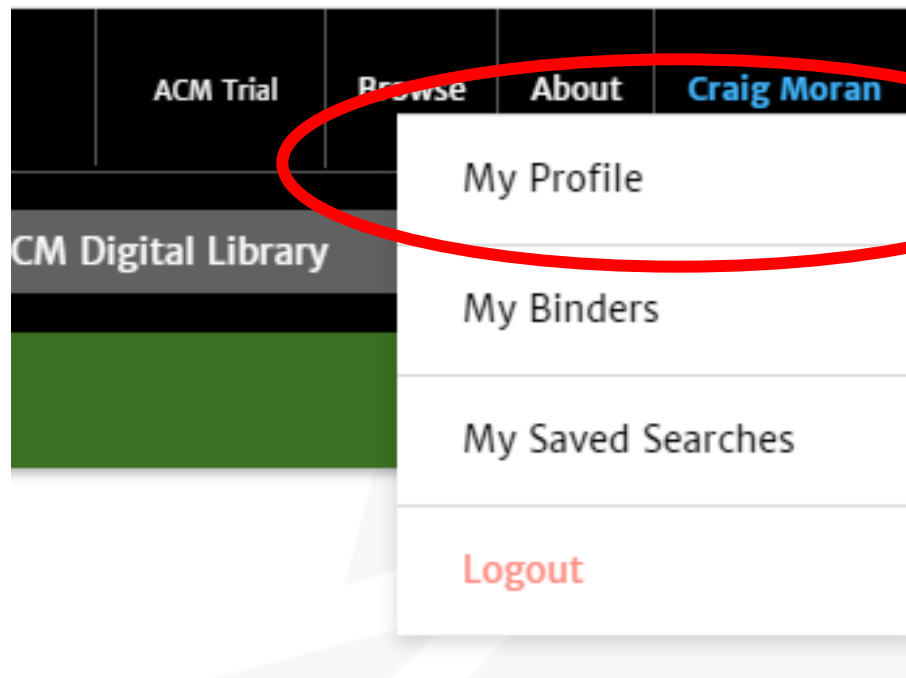 ACM Trial Browse About Craig Moran
My Profile
CM Digital Library
My Binders
My Saved Searches
Logout